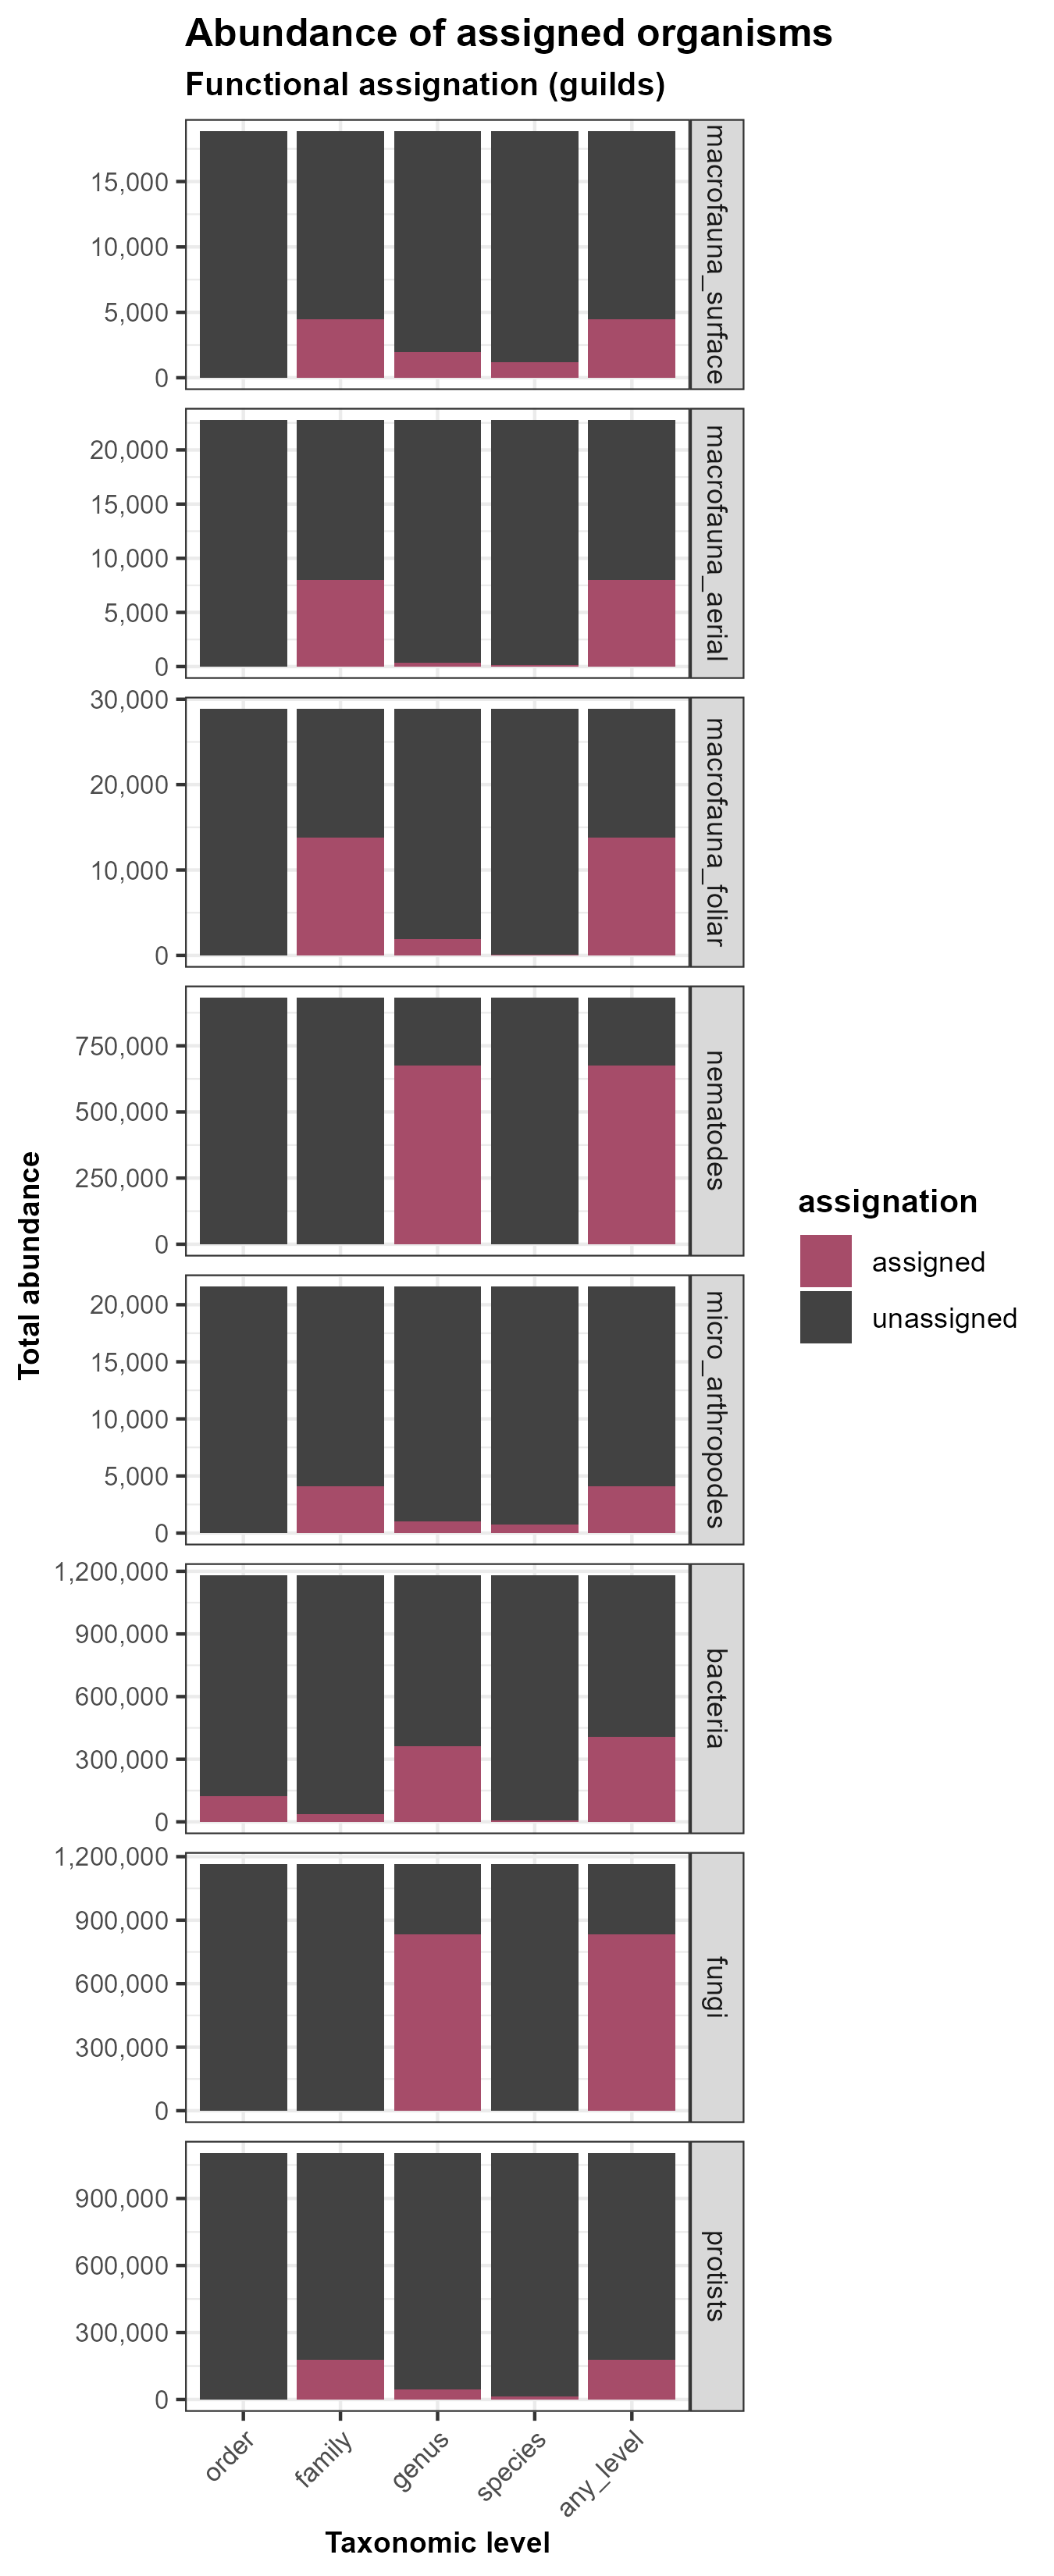 Abundance of assigned organisms
Functional assignation (guilds)
15,000
10,000
5,000
0
macrofauna_surface
20,000
15,000
10,000
5,000
0
macrofauna_aerial
30,000
20,000
10,000
0
macrofauna_foliar
750,000
500,000
250,000
0
nematodes
20,000
15,000
10,000
5,000
0
micro_arthropodes
1,200,000
900,000
600,000
300,000
0
bacteria
1,200,000
900,000
600,000
300,000
0
fungi
900,000
600,000
300,000
0
protists
order
family
genus
species
any_level
Taxonomic level
Total abundance
assignation
assigned
unassigned